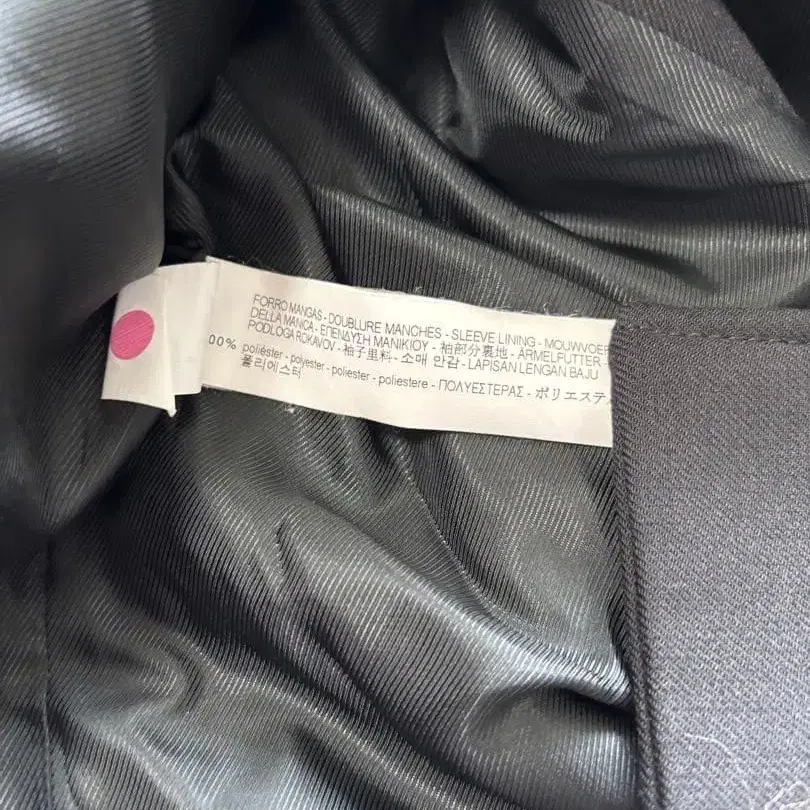 FORRO MANGAS - DOUBLURE MANCHES - SLEEVE LINING - MOUWVOER
DELLA MANICA - ΕΠΕΝΔΥΣΗ ΜΑΝΙΚΙΟΥ - 袖部分裏地 - ÄRMELFUTTER
PODLOGA ROKAVOV - 袖子里料 - 소매 안감 - LAPISAN LENGAN BAJU
00% poliéster - polyester - poliester - poliestere - ΠΟΛΥΕΣΤΕΡΑΣ - ポリエステ
폴리에스터